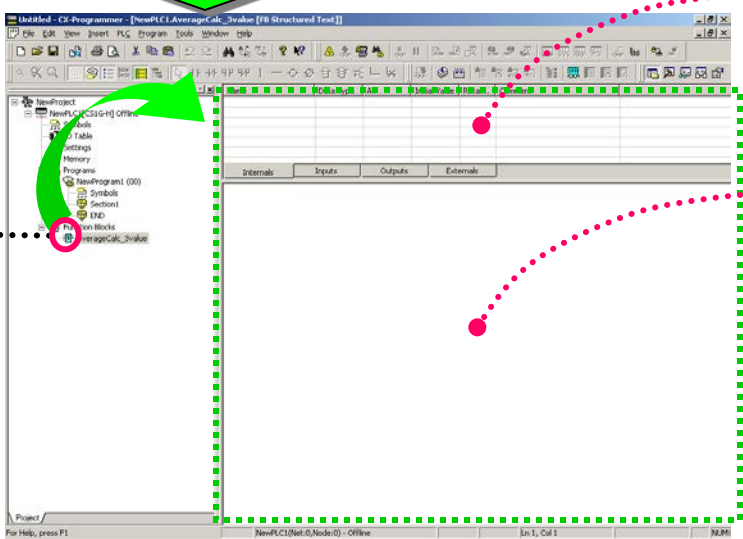 Untitled - CX-Programmer - [NewPLC1.AverageCalc_3value [FB Structured Text]]
File Edit View Insert PLC Program Tools Window Help
NewProject
NewPLC1[CS1G-H] Offline
Symbols
Table
Settings
Memory
Programs
NewProgram1 (00)
Symbols
Section1
END
Function Blocks
AverageCalc_3value
Internals Inputs Outputs Externals
Project
For Help, press F1
NewPLC1(Net:0,Node:0) - Offline
Ln 1, Col 1
NUM